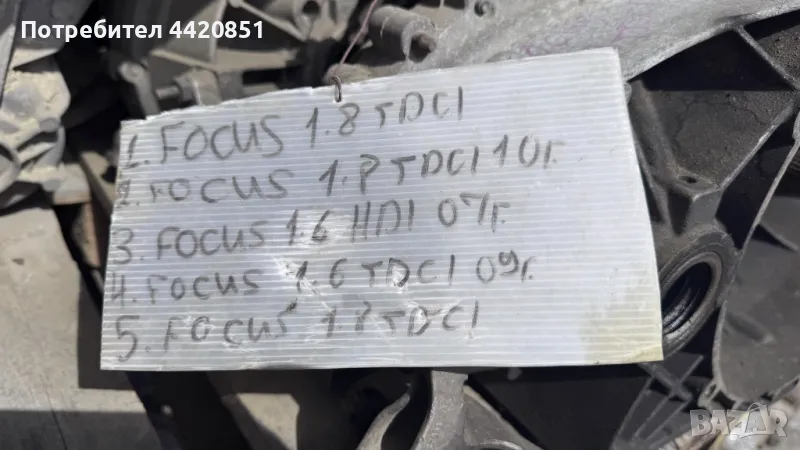 Потребител 4420851
1. FOCUS 1.8 TDCI
2. FOCUS 1.8 TDCI 10г.
3. FOCUS 1.6 HDI 07г.
4. FOCUS 1.6 TDCI 09г.
5. FOCUS 1.8 TDCI
BAZAR